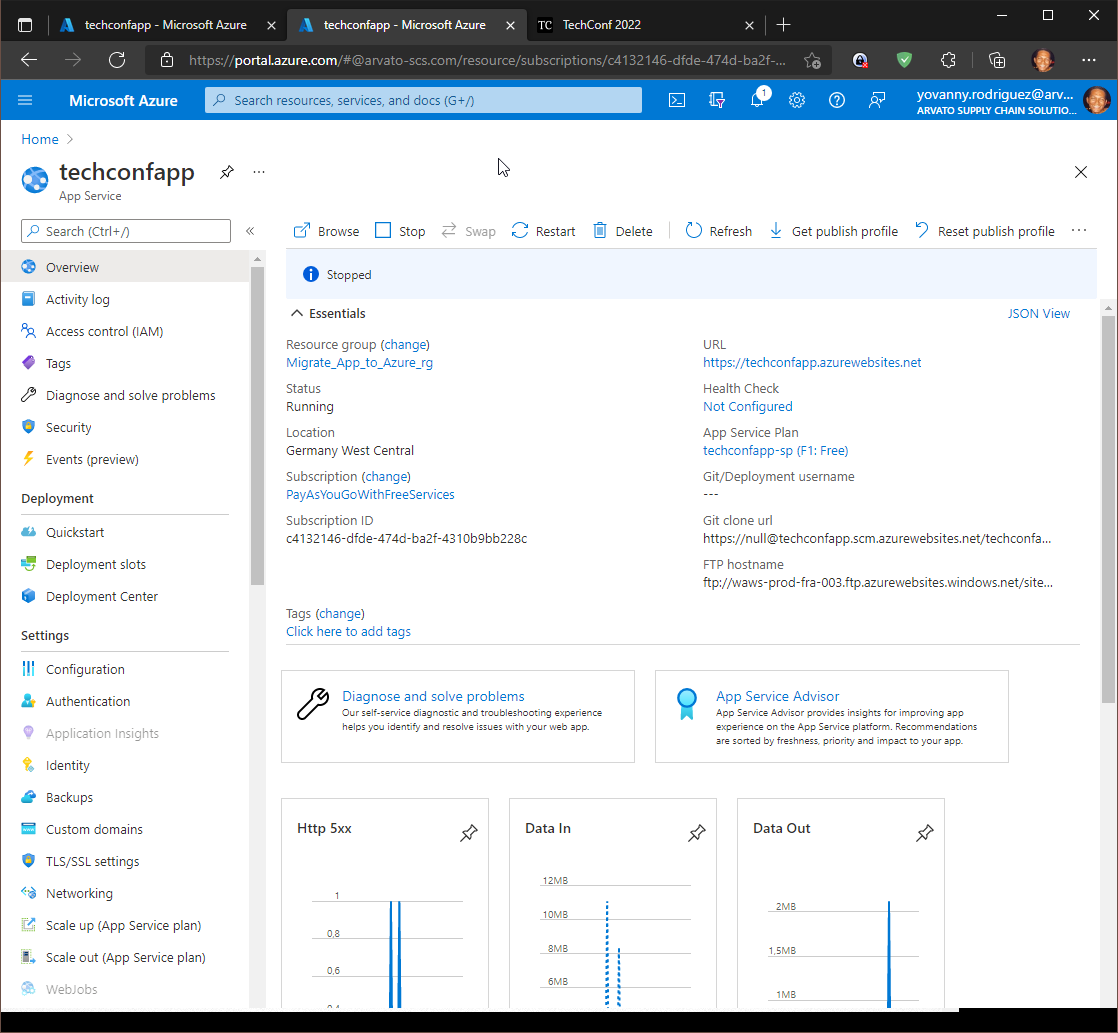 techconfapp - Microsoft Azure
techconfapp - Microsoft Azure
TC TechConf 2022
https://portal.azure.com/#@arvato-scs.com/resource/subscriptions/c4132146-dfde-474d-ba2f-...
Microsoft Azure
Search resources, services, and docs (G+/)
1
yovanny.rodriguez@arv...
ARVATO SUPPLY CHAIN SOLUTIO...
Home
techconfapp
...
App Service
Search (Ctrl+/)
«
Overview
Activity log
Access control (IAM)
Tags
Diagnose and solve problems
Security
Events (preview)
Deployment
Quickstart
Deployment slots
Deployment Center
Settings
Configuration
Authentication
Application Insights
Identity
Backups
Custom domains
TLS/SSL settings
Networking
Scale up (App Service plan)
Scale out (App Service plan)
WebJobs
Browse Stop Swap Restart Delete Refresh Get publish profile Reset publish profile ...
Stopped
Essentials
JSON View
Resource group (change)
Migrate_App_to_Azure_rg
Status
Running
Location
Germany West Central
Subscription (change)
PayAsYouGoWithFreeServices
Subscription ID
c4132146-dfde-474d-ba2f-4310b9bb228c
URL
https://techconfapp.azurewebsites.net
Health Check
Not Configured
App Service Plan
techconfapp-sp (F1: Free)
Git/Deployment username
---
Git clone url
https://null@techconfapp.scm.azurewebsites.net/techconfa...
FTP hostname
ftp://waws-prod-fra-003.ftp.azurewebsites.windows.net/site...
Tags (change)
Click here to add tags
Diagnose and solve problems
Our self-service diagnostic and troubleshooting experience
helps you identify and resolve issues with your web app.
App Service Advisor
App Service Advisor provides insights for improving app
experience on the App Service platform. Recommendations
are sorted by freshness, priority and impact to your app.
Http 5xx
1
0,8
0,6
0,4
Data In
12MB
10MB
8MB
6MB
Data Out
2MB
1,5MB
1MB